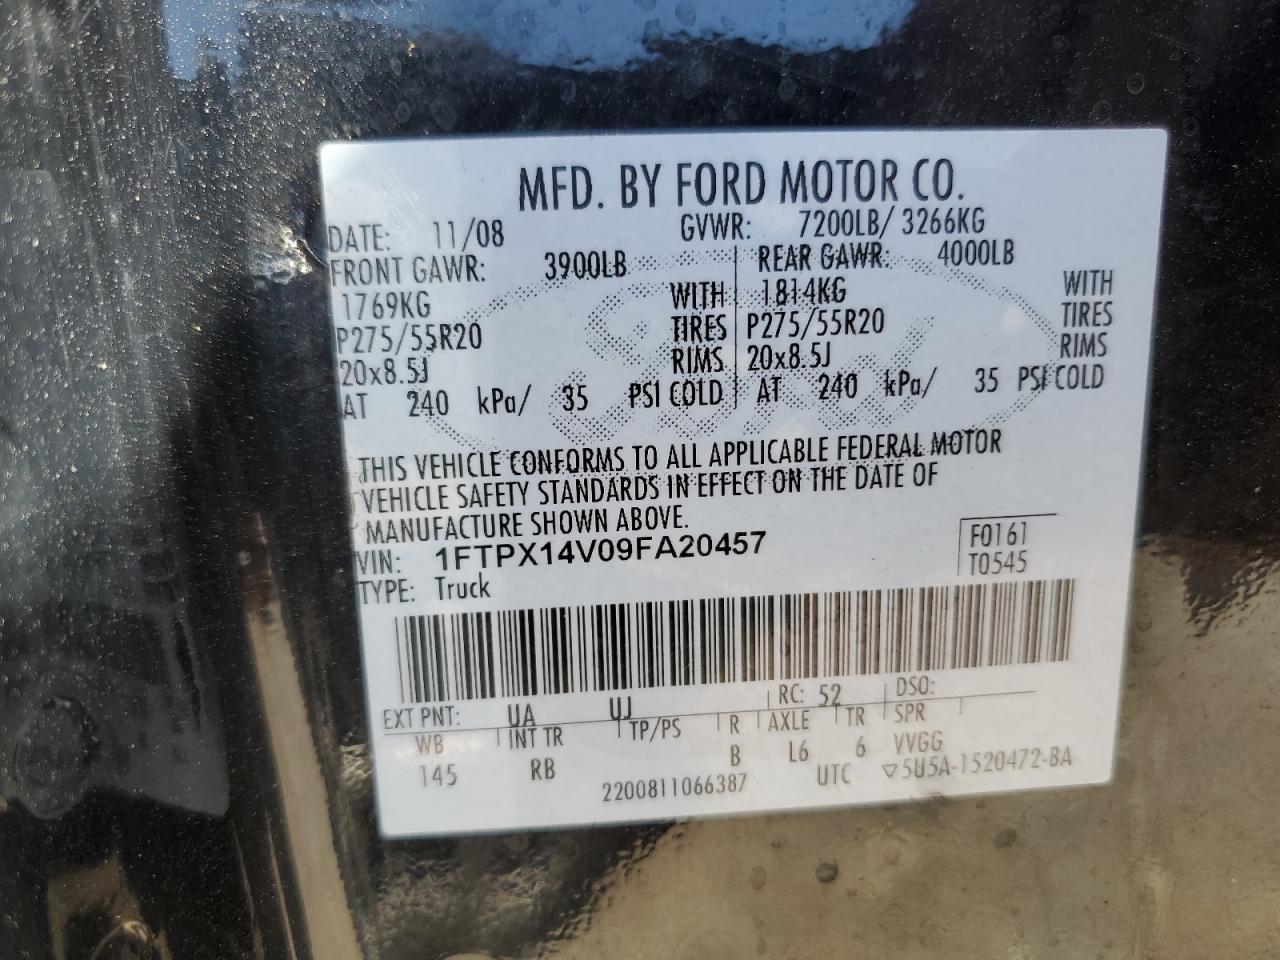 MFD. BY FORD MOTOR CO.
DATE: 11/08 GVWR: 7200LB/ 3266KG
FRONT GAWR: 3900LB REAR GAWR: 4000LB
1769KG WITH 1814KG WITH
P275/55R20 TIRES P275/55R20 TIRES
20x8.5J RIMS 20x8.5J RIMS
AT 240 kPa/ 35 PSI COLD AT 240 kPa/ 35 PSI COLD
THIS VEHICLE CONFORMS TO ALL APPLICABLE FEDERAL MOTOR
VEHICLE SAFETY STANDARDS IN EFFECT ON THE DATE OF
MANUFACTURE SHOWN ABOVE.
VIN: 1FTPX14V09FA20457 F0161
TYPE: Truck T0545
EXT PNT: UA UJ RC: 52 DSO:
WB INT TR TP/PS R AXLE TR SPR
145 RB B L6 6 VVGG
2200811066387 UTC ▽5U5A-1520472-BA